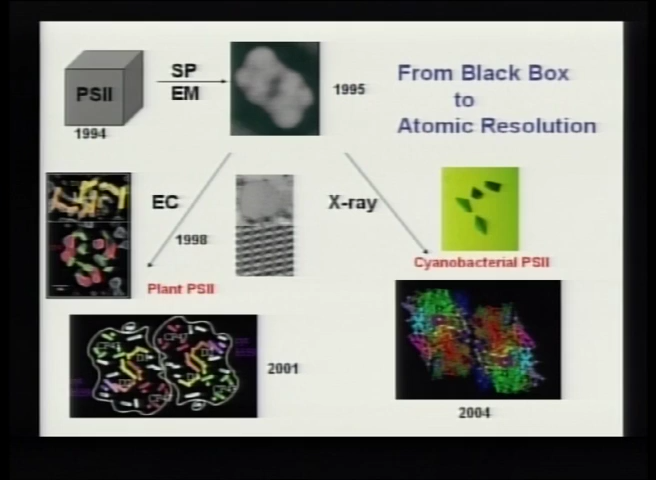 PSII
1994
SP
EM
1995
From Black Box
to
Atomic Resolution
EC
1998
X-ray
Plant PSII
Cyanobacterial PSII
2001
2004